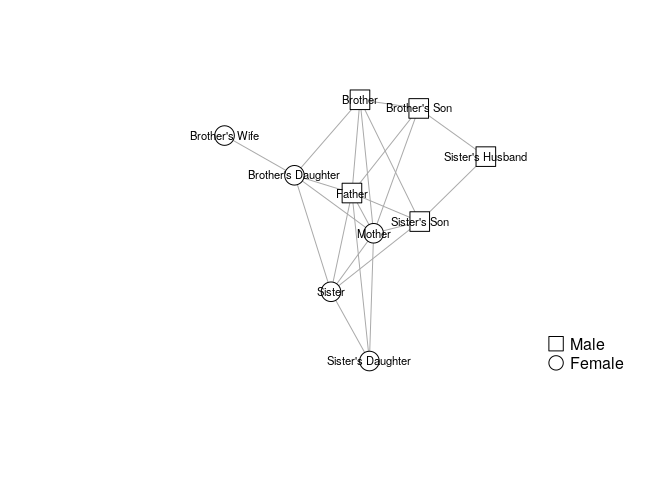 Brother
Brother's Son
Brother's Wife
Sister's Husband
Brother's Daughter
Father
Sister's Son
Mother
Sister
Male
Sister's Daughter
Female